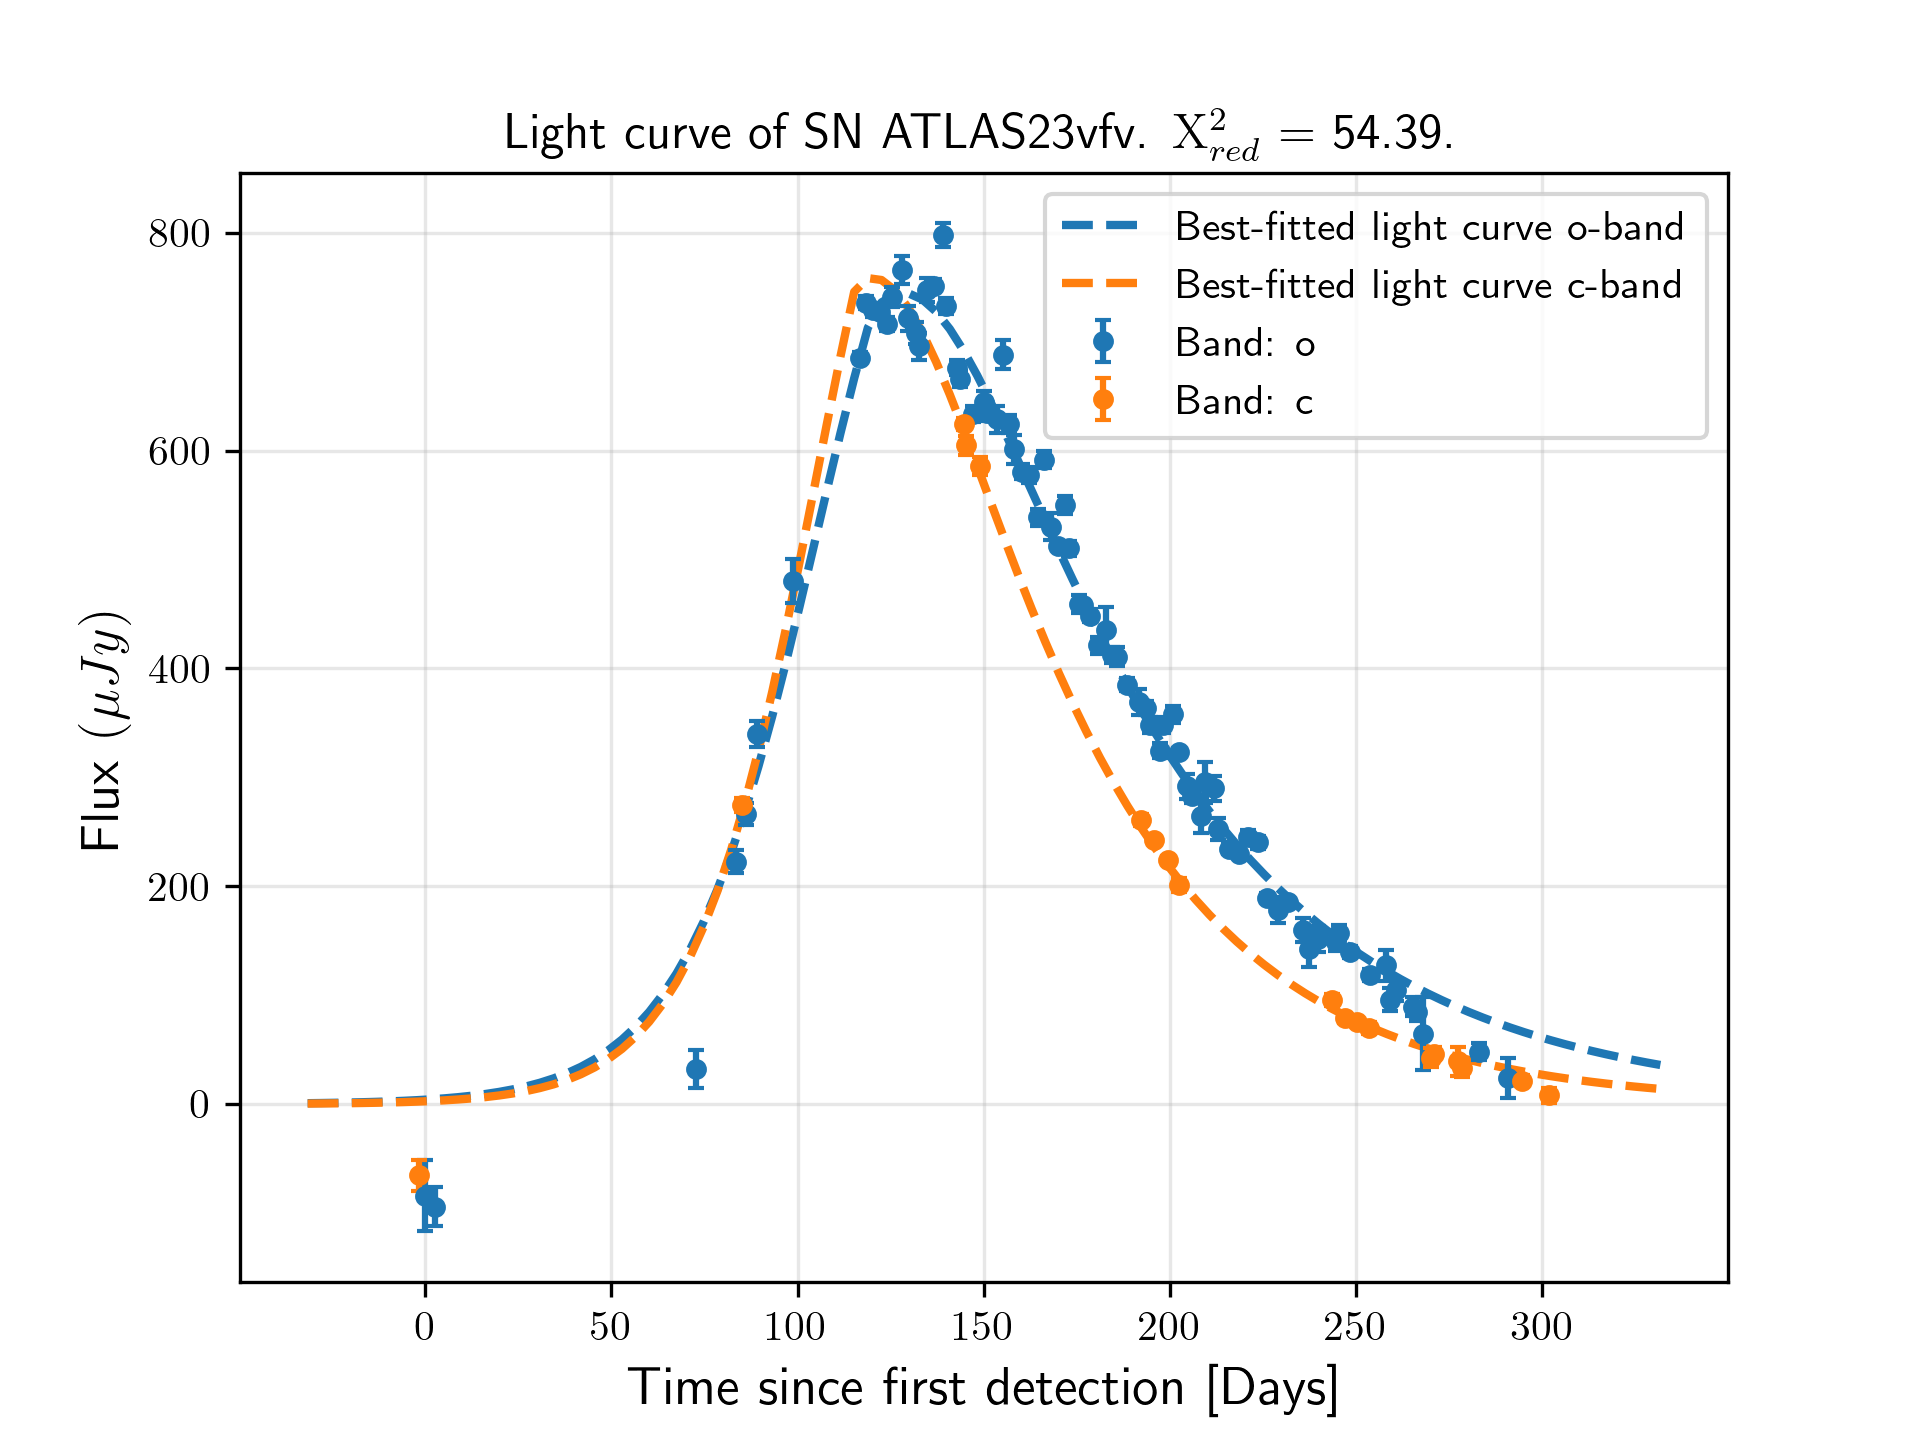 Light curve of SN ATLAS23vfv. X²_red = 54.39.
Best-fitted light curve o-band
Best-fitted light curve c-band
Band: o
Band: c
Flux (μJy)
800
600
400
200
0
0 50 100 150 200 250 300
Time since first detection [Days]